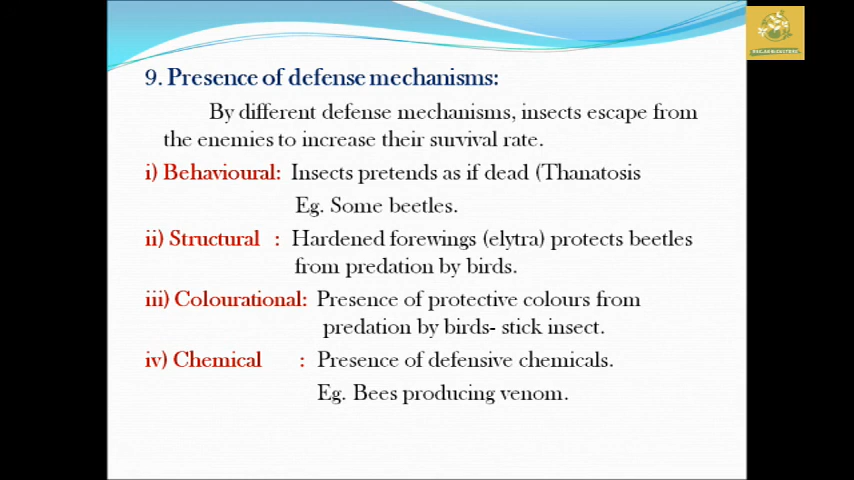 9. Presence of defense mechanisms:
By different defense mechanisms, insects escape from
the enemies to increase their survival rate.
i) Behavioural: Insects pretends as if dead (Thanatosis
Eg. Some beetles.
ii) Structural : Hardened forewings (elytra) protects beetles
from predation by birds.
iii) Colourational: Presence of protective colours from
predation by birds- stick insect.
iv) Chemical : Presence of defensive chemicals.
Eg. Bees producing venom.